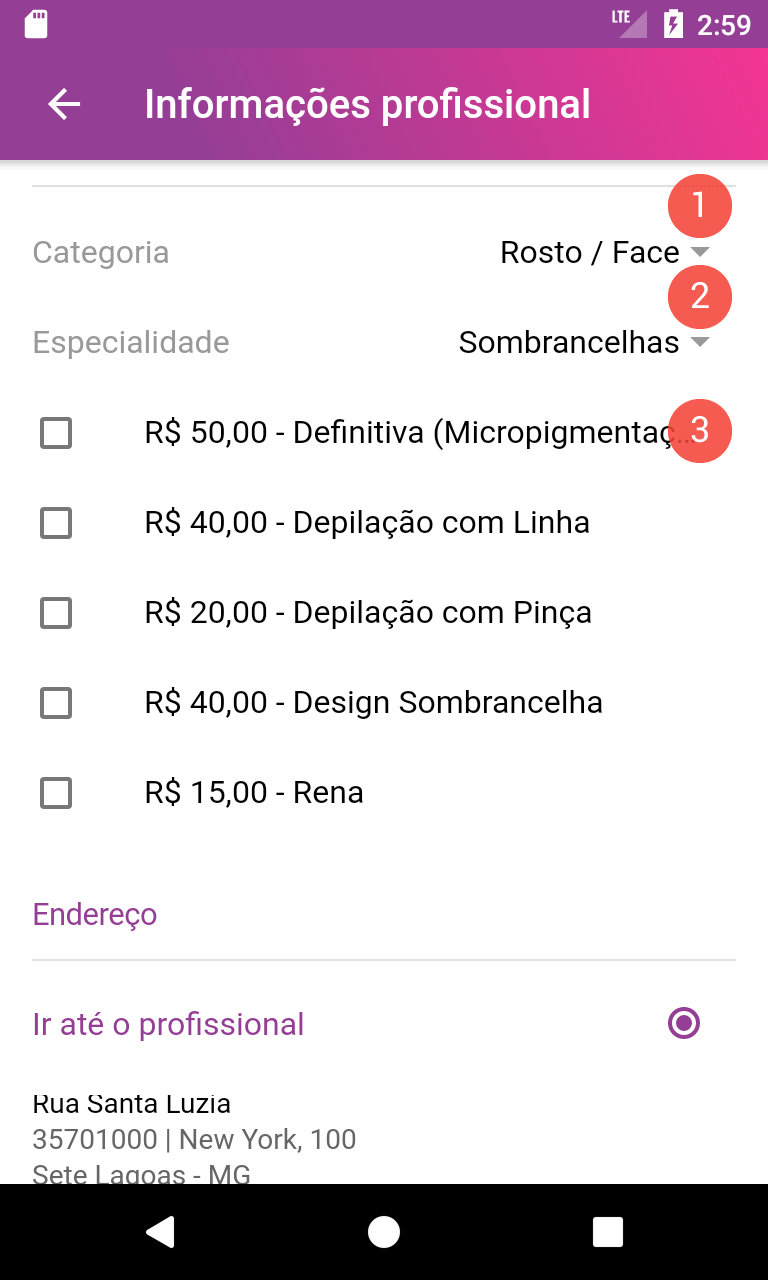 LTE 2:59
Informações profissional
1
Categoria Rosto / Face
2
Especialidade Sombrancelhas
R$ 50,00 - Definitiva (Micropigmentaç... 3
R$ 40,00 - Depilação com Linha
R$ 20,00 - Depilação com Pinça
R$ 40,00 - Design Sombrancelha
R$ 15,00 - Rena
Endereço
Ir até o profissional
Rua Santa Luzia
35701000 | New York, 100
Sete Lagoas - MG